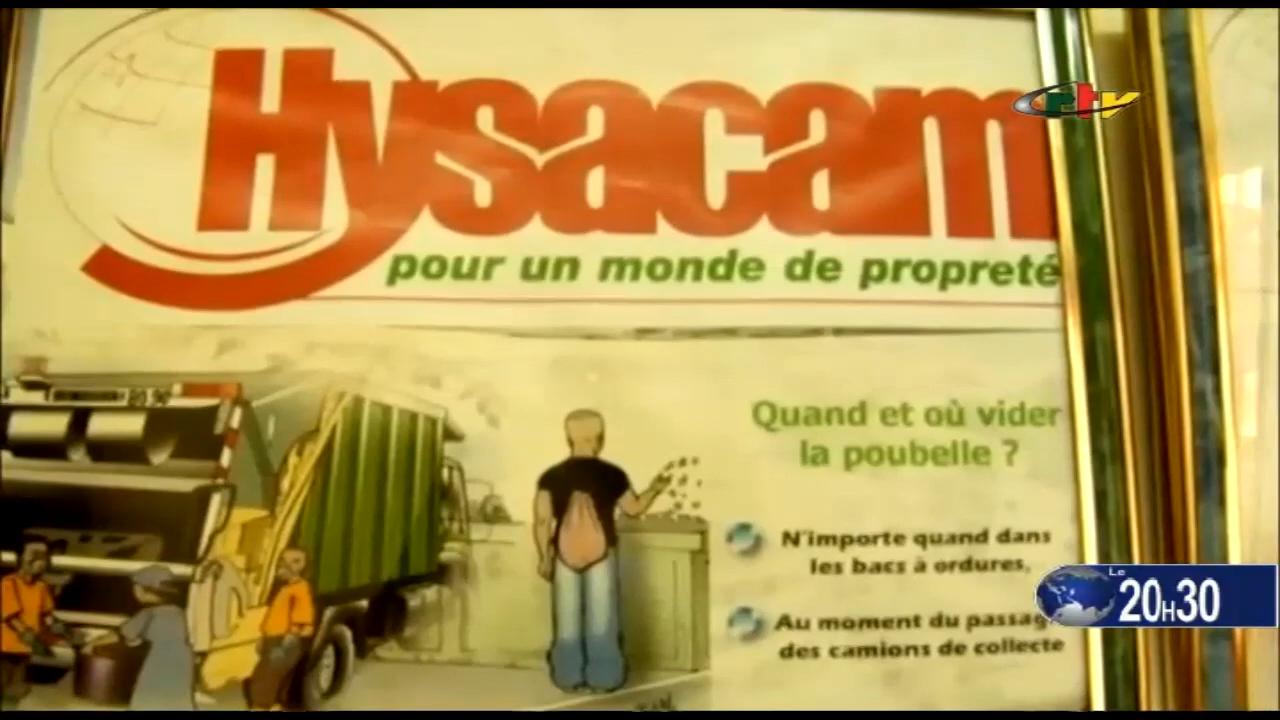 Hysacam
crtv
pour un monde de propreté
Quand et où vider
la poubelle ?
N'importe quand dans
les bacs à ordures,
Au moment du passag
des camions de collecte
Le
20H30